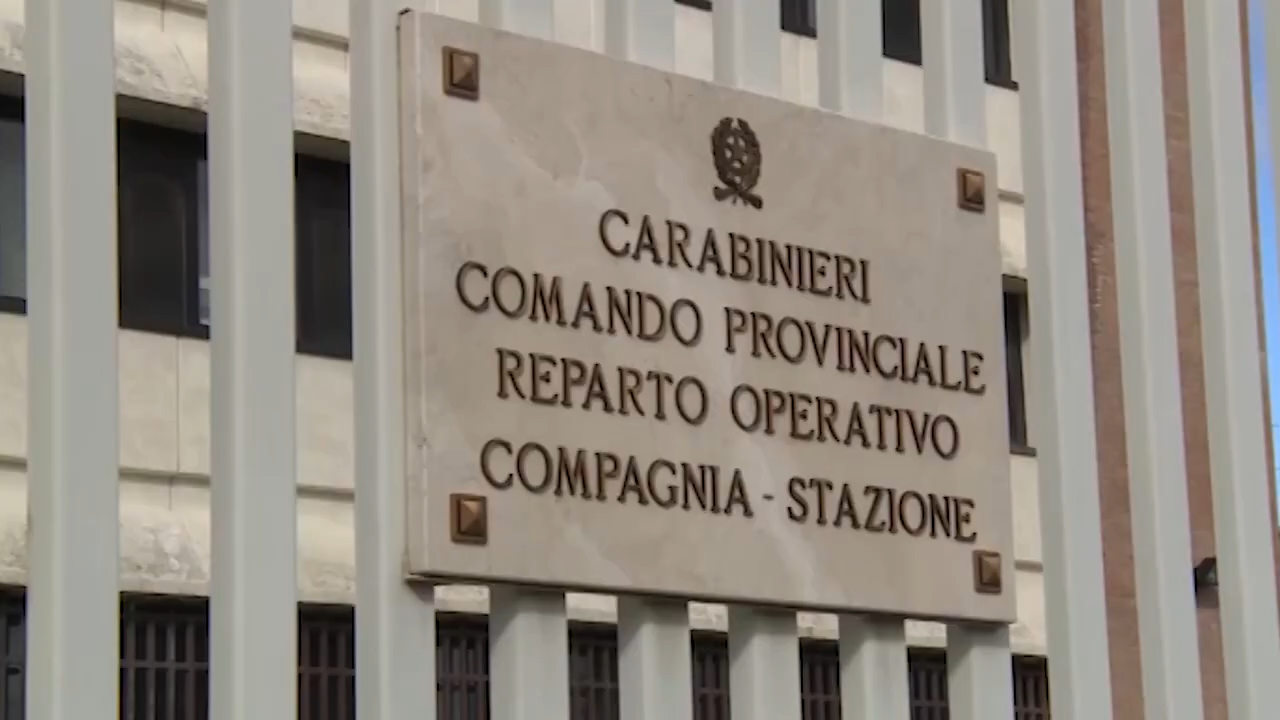 CARABINIERI
COMANDO PROVINCIALE
REPARTO OPERATIVO
COMPAGNIA - STAZIONE